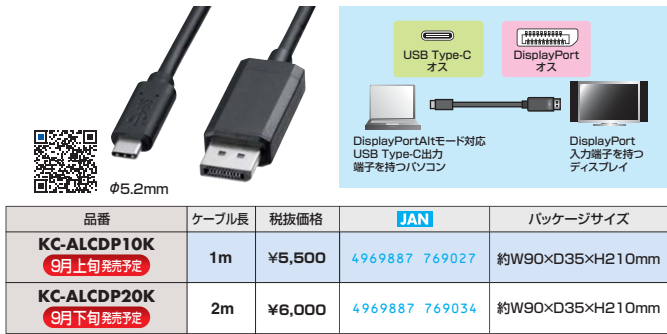 USB Type-C
オス
DisplayPort
オス
DisplayPortAltモード対応
USB Type-C出力
端子を持つパソコン
DisplayPort
入力端子を持つ
ディスプレイ
φ5.2mm
品番 ケーブル長 税抜価格 JAN パッケージサイズ
KC-ALCDP10K
9月上旬発売予定
1m ¥5,500 4969887 769027 約W90×D35×H210mm
KC-ALCDP20K
9月下旬発売予定
2m ¥6,000 4969887 769034 約W90×D35×H210mm